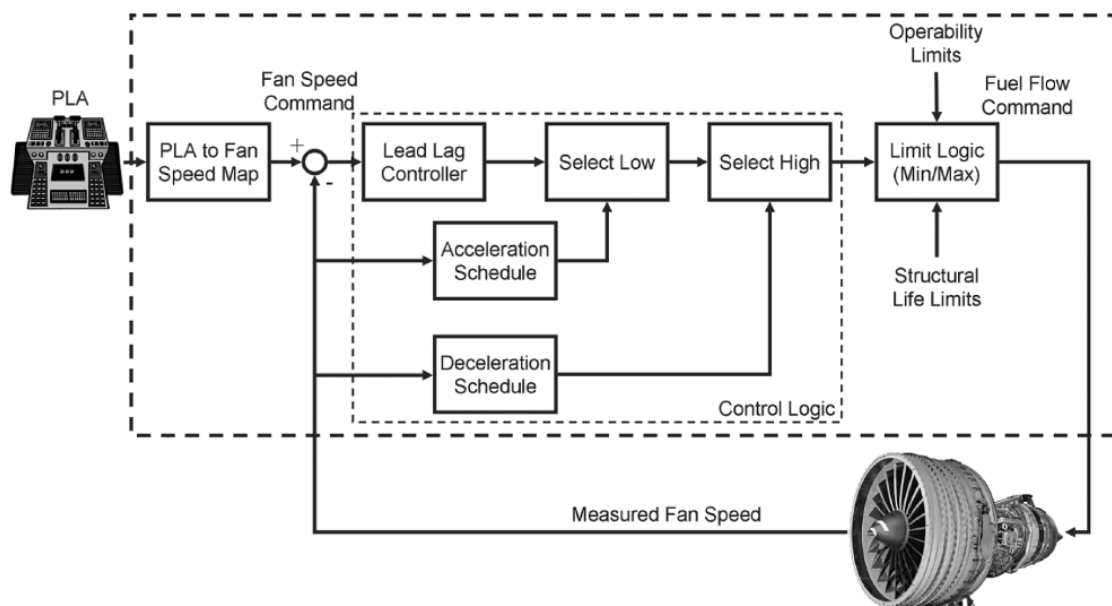 Operability
Limits
Fan Speed
Command
Fuel Flow
Command
PLA
PLA to Fan
Speed Map
+
-
Lead Lag
Controller
Select Low
Select High
Limit Logic
(Min/Max)
Acceleration
Schedule
Structural
Life Limits
Deceleration
Schedule
Control Logic
Measured Fan Speed